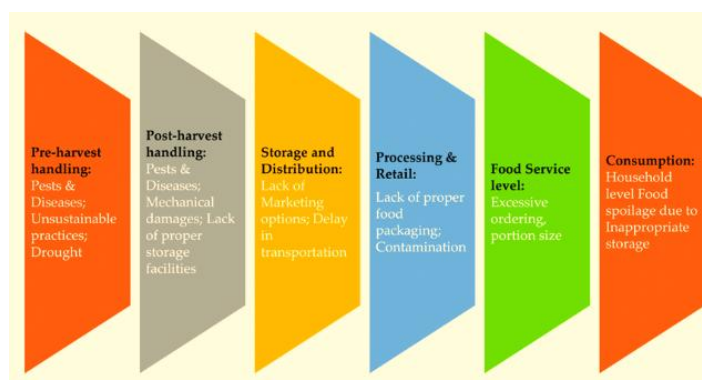 Pre-harvest
handling:
Pests &
Diseases;
Unsustainable
practices;
Drought
Post-harvest
handling:
Pests &
Diseases;
Mechanical
damages; Lack
of proper
storage
facilities
Storage and
Distribution:
Lack of
Marketing
options; Delay
in
transportation
Processing &
Retail:
Lack of proper
food
packaging;
Contamination
Food Service
level:
Excessive
ordering,
portion size
Consumption:
Household
level Food
spoilage due to
Inappropriate
storage